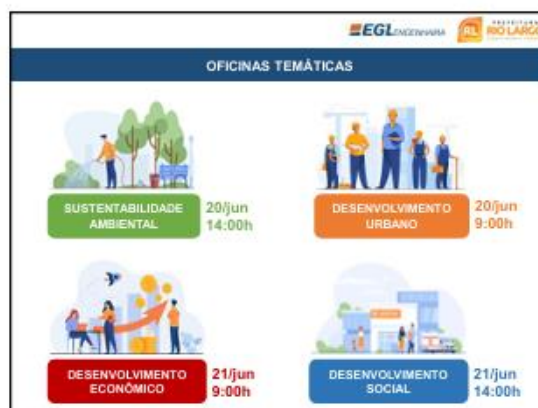 EGL ENGENHARIA
PREFEITURA
RL RIO LARGO
OFICINAS TEMÁTICAS
SUSTENTABILIDADE
AMBIENTAL
20/jun
14:00h
DESENVOLVIMENTO
URBANO
20/jun
9:00h
DESENVOLVIMENTO
ECONÔMICO
21/jun
9:00h
DESENVOLVIMENTO
SOCIAL
21/jun
14:00h